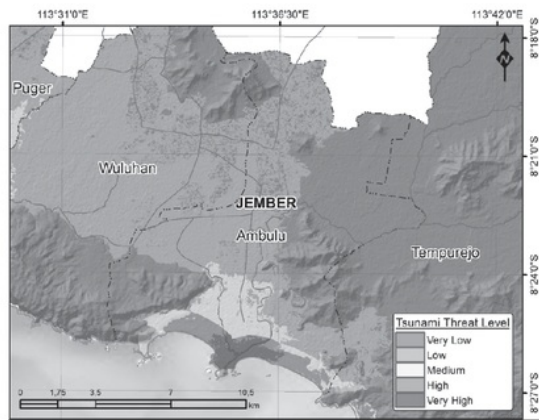 113°31'0"E
113°36'30"E
113°42'0"E
8°18'0"S
N
Puger
8°21'0"S
Wuluhan
JEMBER
Ambulu
Tempurejo
8°24'0"S
Tsunami Threat Level
Very Low
Low
Medium
High
Very High
0 1,75 3,5 7 10,5
km
8°27'0"S